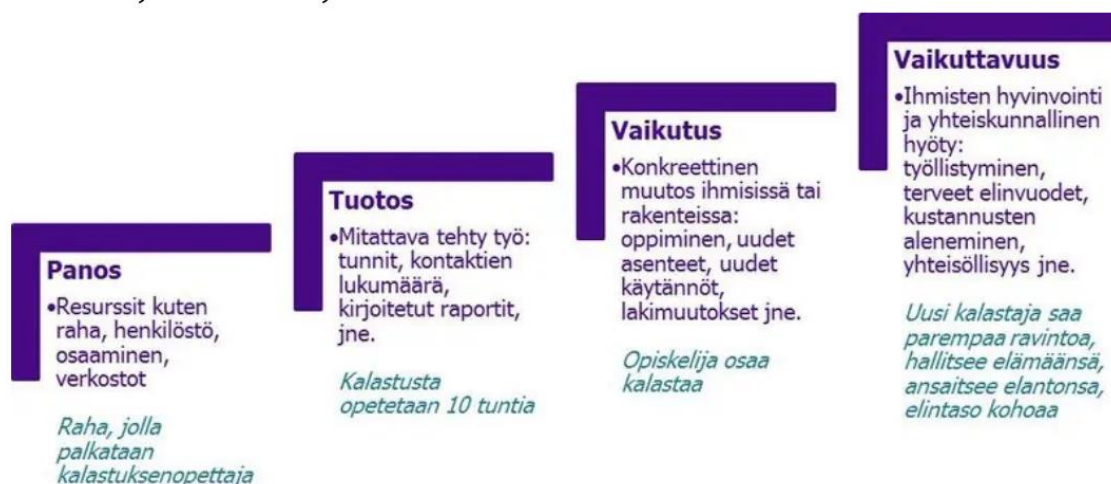 Panos
•Resurssit kuten
raha, henkilöstö,
osaaminen,
verkostot
Raha, jolla
palkataan
kalastuksenopettaja
Tuotos
•Mitattava tehty työ:
tunnit, kontaktien
lukumäärä,
kirjoitetut raportit,
jne.
Kalastusta
opetetaan 10 tuntia
Vaikutus
•Konkreettinen
muutos ihmisissä tai
rakenteissa:
oppiminen, uudet
asenteet, uudet
käytännöt,
lakimuutokset jne.
Opiskelija osaa
kalastaa
Vaikuttavuus
•Ihmisten hyvinvointi
ja yhteiskunnallinen
hyöty:
työllistyminen,
terveet elinvuodet,
kustannusten
aleneminen,
yhteisöllisyys jne.
Uusi kalastaja saa
parempaa ravintoa,
hallitsee elämäänsä,
ansaitsee elantonsa,
elintaso kohoaa